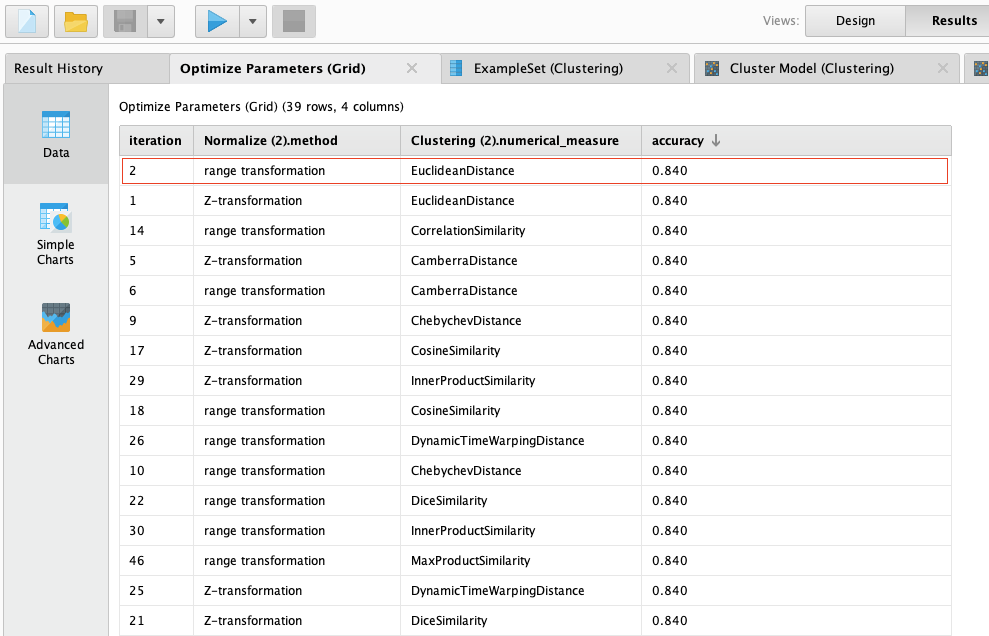 Views: Design Results
Result History Optimize Parameters (Grid) ExampleSet (Clustering) Cluster Model (Clustering)
Data
Simple
Charts
Advanced
Charts
Optimize Parameters (Grid) (39 rows, 4 columns)
iteration Normalize (2).method Clustering (2).numerical_measure accuracy ↓
2 range transformation EuclideanDistance 0.840
1 Z-transformation EuclideanDistance 0.840
14 range transformation CorrelationSimilarity 0.840
5 Z-transformation CamberraDistance 0.840
6 range transformation CamberraDistance 0.840
9 Z-transformation ChebychevDistance 0.840
17 Z-transformation CosineSimilarity 0.840
29 Z-transformation InnerProductSimilarity 0.840
18 range transformation CosineSimilarity 0.840
26 range transformation DynamicTimeWarpingDistance 0.840
10 range transformation ChebychevDistance 0.840
22 range transformation DiceSimilarity 0.840
30 range transformation InnerProductSimilarity 0.840
46 range transformation MaxProductSimilarity 0.840
25 Z-transformation DynamicTimeWarpingDistance 0.840
21 Z-transformation DiceSimilarity 0.840